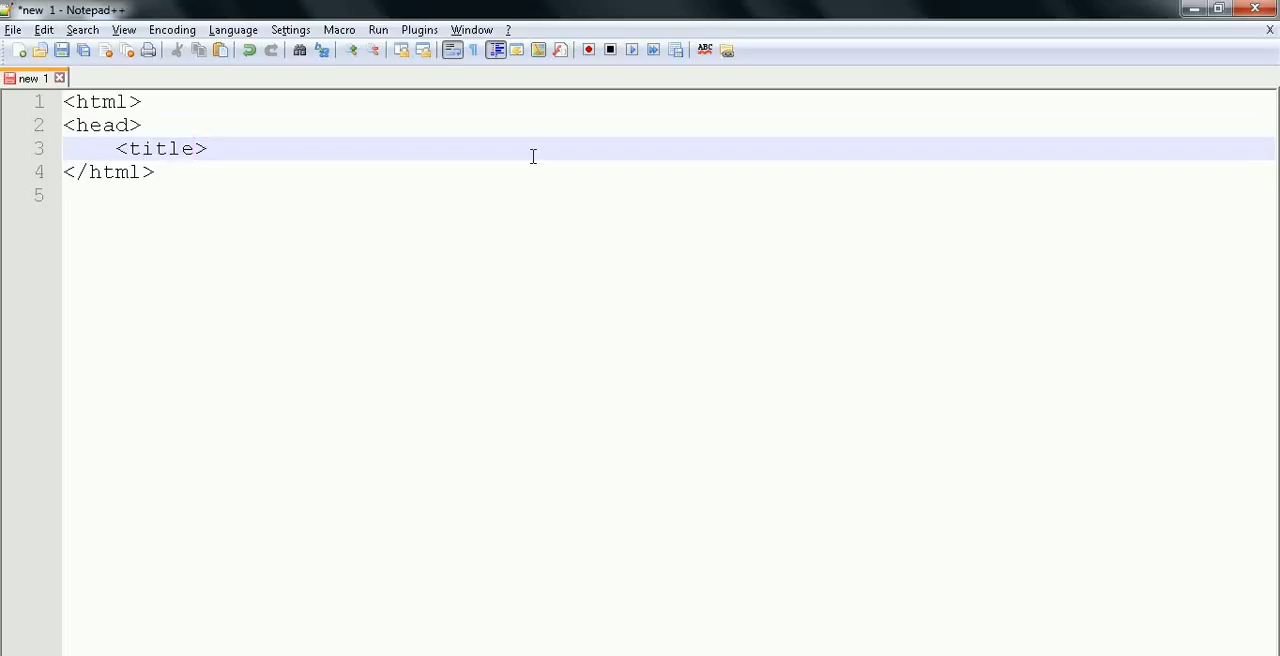 *new 1 - Notepad++
File Edit Search View Encoding Language Settings Macro Run Plugins Window ? X
ABC
new 1
1 <html>
2 <head>
3 <title>
4 </html>
5